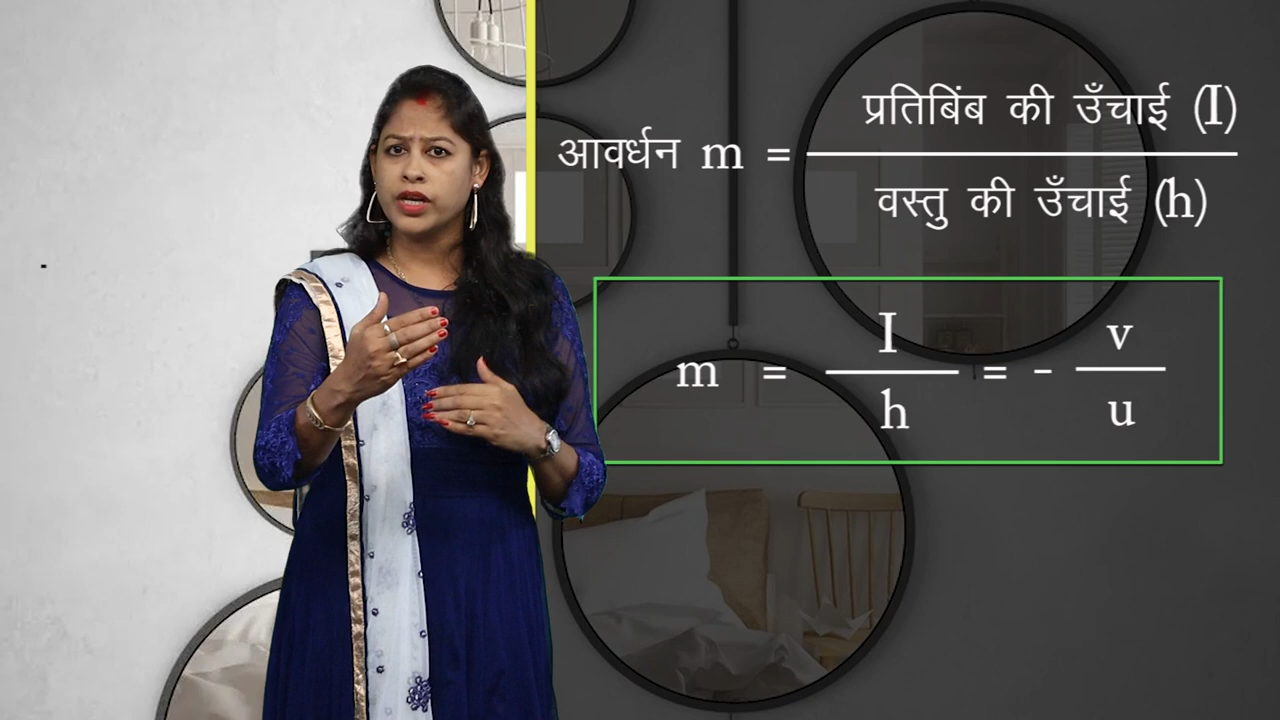 आवर्धन m = प्रतिबिंब की उँचाई (I) / वस्तु की उँचाई (h)
m = I / h = - v / u